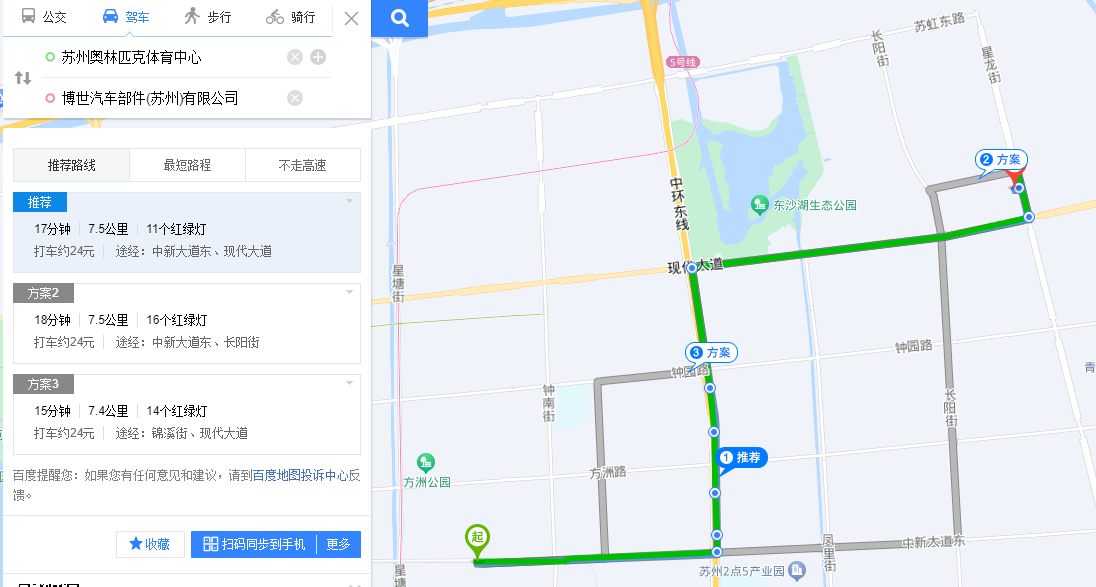 公交 驾车 步行 骑行
苏州奥林匹克体育中心
博世汽车部件(苏州)有限公司
推荐路线 最短路程 不走高速
推荐
17分钟 7.5公里 11个红绿灯
打车约24元 途经：中新大道东、现代大道
方案2
18分钟 7.5公里 16个红绿灯
打车约24元 途经：中新大道东、长阳街
方案3
15分钟 7.4公里 14个红绿灯
打车约24元 途经：锦溪街、现代大道
百度提醒您：如果您有任何意见和建议，请到百度地图投诉中心反
馈。
收藏 扫码同步到手机 更多
苏虹东路
长阳街
星龙街
5号线
2 方案
中环东线
东沙湖生态公园
现代大道
星塘街
3 方案
钟园路
钟园路
青
钟南街
长阳街
1 推荐
方洲路
方洲公园
起
中新大道东
凤里街
苏州2点5产业园
星塘